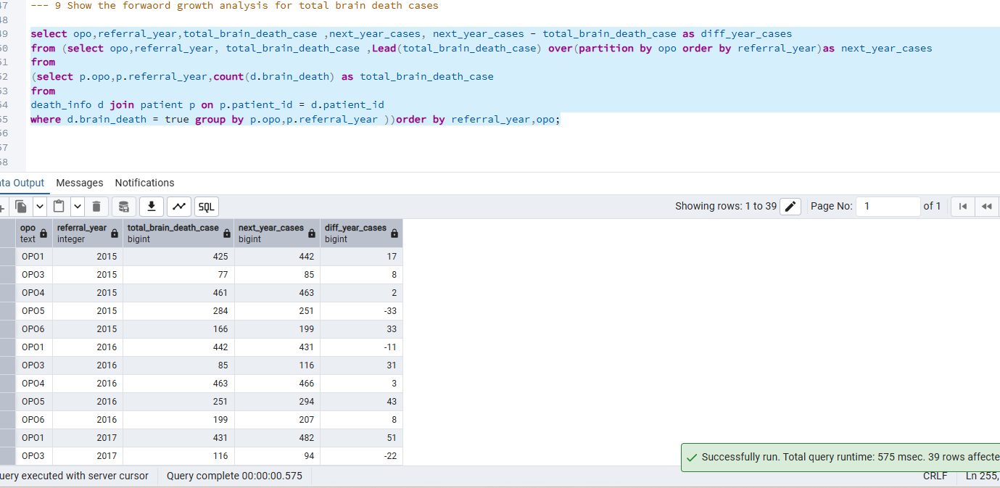 47 --- 9 Show the forwaord growth analysis for total brain death cases
48
49 select opo,referral_year,total_brain_death_case ,next_year_cases, next_year_cases - total_brain_death_case as diff_year_cases
50 from (select opo,referral_year, total_brain_death_case ,Lead(total_brain_death_case) over(partition by opo order by referral_year)as next_year_cases
51 from
52 (select p.opo,p.referral_year,count(d.brain_death) as total_brain_death_case
53 from
54 death_info d join patient p on p.patient_id = d.patient_id
55 where d.brain_death = true group by p.opo,p.referral_year ))order by referral_year,opo;
56
57
58
ata Output Messages Notifications
SQL Showing rows: 1 to 39 Page No: 1 of 1
opo referral_year total_brain_death_case next_year_cases diff_year_cases
text integer bigint bigint bigint
OPO1 2015 425 442 17
OPO3 2015 77 85 8
OPO4 2015 461 463 2
OPO5 2015 284 251 -33
OPO6 2015 166 199 33
OPO1 2016 442 431 -11
OPO3 2016 85 116 31
OPO4 2016 463 466 3
OPO5 2016 251 294 43
OPO6 2016 199 207 8
OPO1 2017 431 482 51
OPO3 2017 116 94 -22
Successfully run. Total query runtime: 575 msec. 39 rows affecte
uery executed with server cursor Query complete 00:00:00.575 CRLF Ln 255,